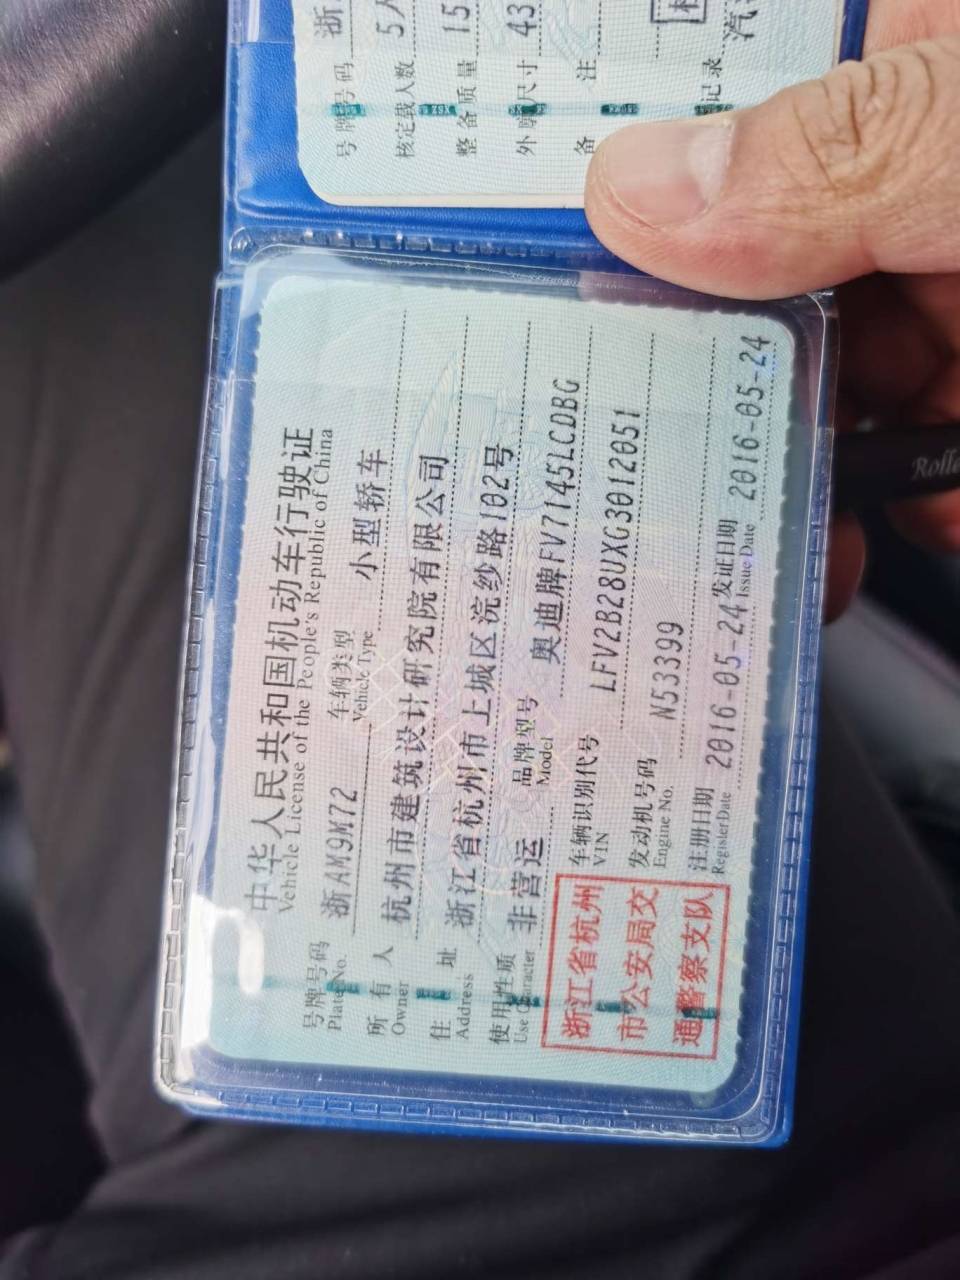 中华人民共和国机动车行驶证
Vehicle License of the People's Republic of China
号牌号码 浙AM9M72 车辆类型 小型轿车
Plate No. Vehicle Type
所有人 杭州市建筑设计研究院有限公司
Owner
住址 浙江省杭州市上城区浣纱路102号
Address
使用性质 非营运 品牌型号 奥迪牌FV7145LCDBG
Use Character Model
浙江省杭州
市公安局交
通警察支队
车辆识别代号 LFV2B28UXG3012051
VIN
发动机号码 N53399
Engine No.
注册日期 2016-05-24 发证日期 2016-05-24
Register Date Issue Date
号牌号码 浙
核定载人数 5人
整备质量 15
外廓尺寸 43
备注
记录
Rolle